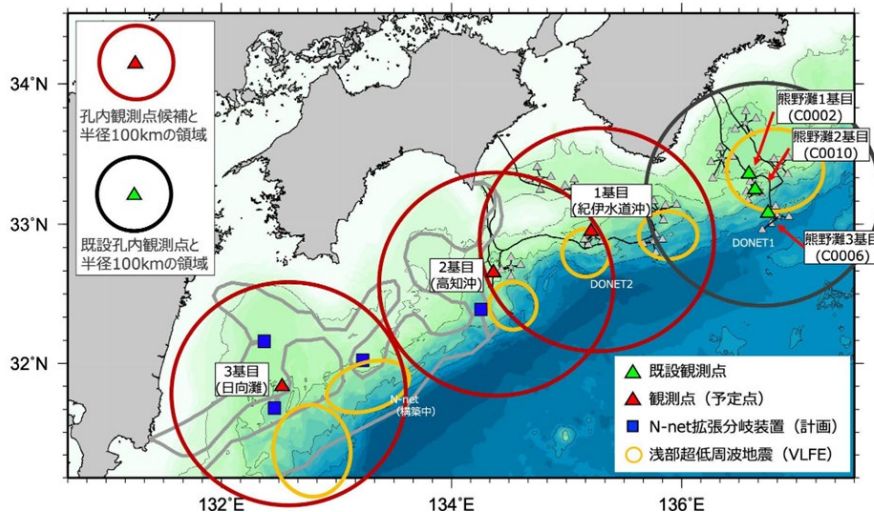 孔内観測点候補と
半径100kmの領域
既設孔内観測点と
半径100kmの領域
34°N
33°N
32°N
132°E
134°E
136°E
34°N
33°N
32°N
熊野灘1基目
(C0002)
熊野灘2基目
(C0010)
熊野灘3基目
(C0006)
DONET1
1基目
(紀伊水道沖)
DONET2
2基目
(高知沖)
3基目
(日向灘)
N-net
(構築中)
既設観測点
観測点（予定点）
N-net拡張分岐装置（計画）
浅部超低周波地震（VLFE）